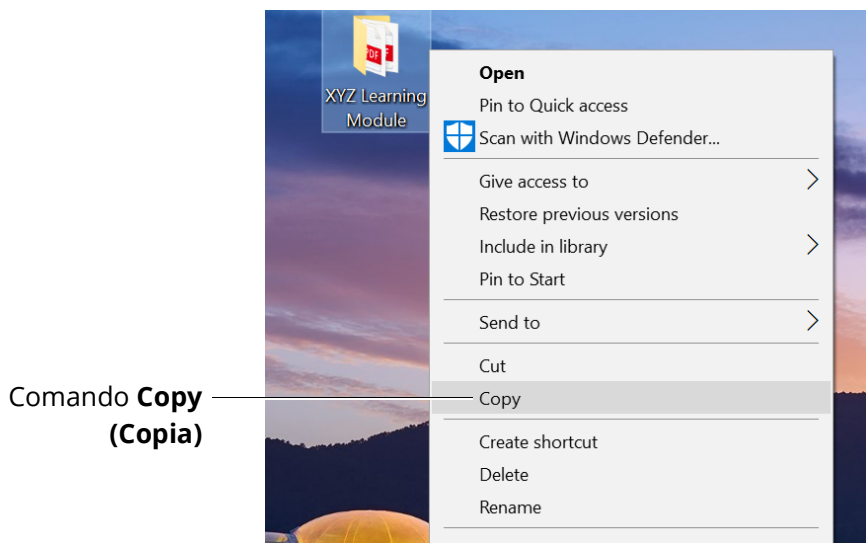 PDF
XYZ Learning
Module
Open
Pin to Quick access
Scan with Windows Defender...
Give access to
Restore previous versions
Include in library
Pin to Start
Send to
Cut
Copy
Create shortcut
Delete
Rename
Comando Copy
(Copia)